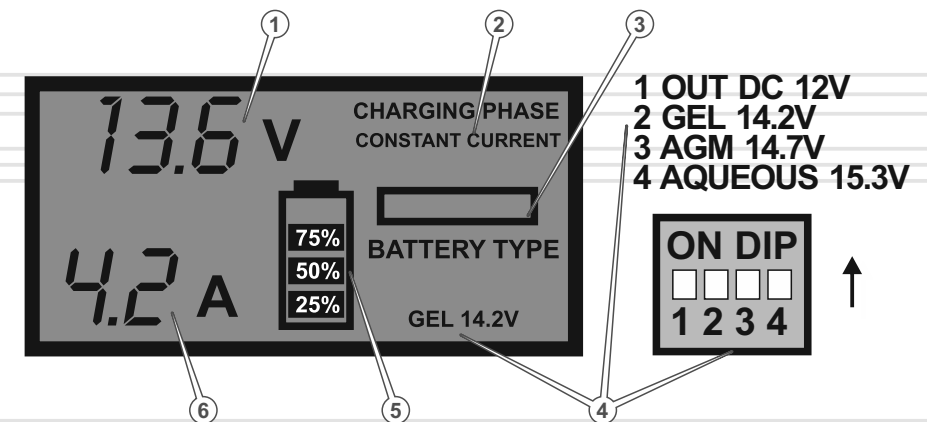 1
2
3
13.6 V
CHARGING PHASE
CONSTANT CURRENT
75%
50%
25%
BATTERY TYPE
4.2 A
GEL 14.2V
1 OUT DC 12V
2 GEL 14.2V
3 AGM 14.7V
4 AQUEOUS 15.3V
ON DIP
1 2 3 4
6
5
4